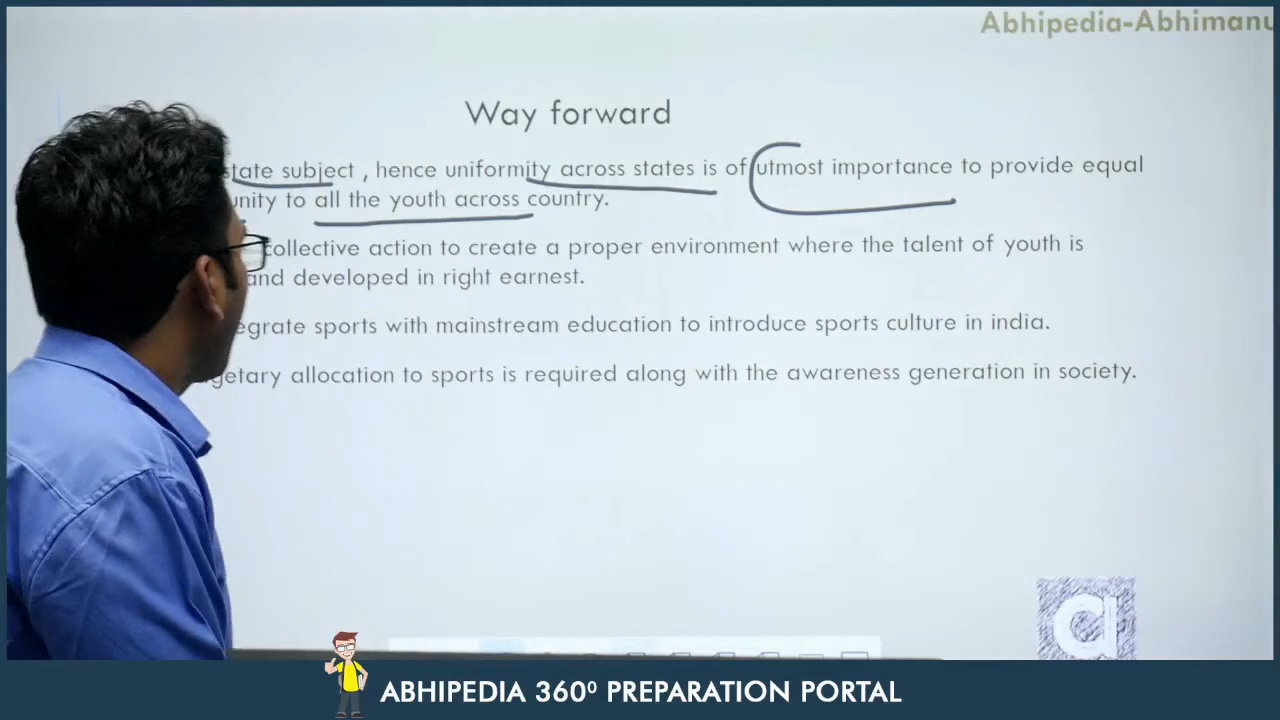 Abhipedia-Abhimanu
Way forward
state subject , hence uniformity across states is of utmost importance to provide equal
to all the youth across country.
collective action to create a proper environment where the talent of youth is
and developed in right earnest.
sports with mainstream education to introduce sports culture in india.
allocation to sports is required along with the awareness generation in society.
a
ABHIPEDIA 360⁰ PREPARATION PORTAL